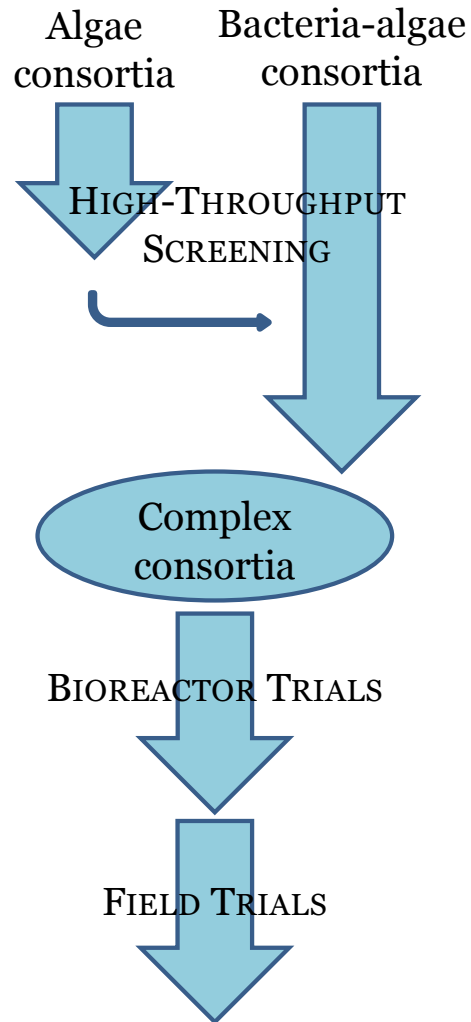 Algae
consortia
Bacteria-algae
consortia
HIGH-THROUGHPUT
SCREENING
Complex
consortia
BIOREACTOR TRIALS
FIELD TRIALS